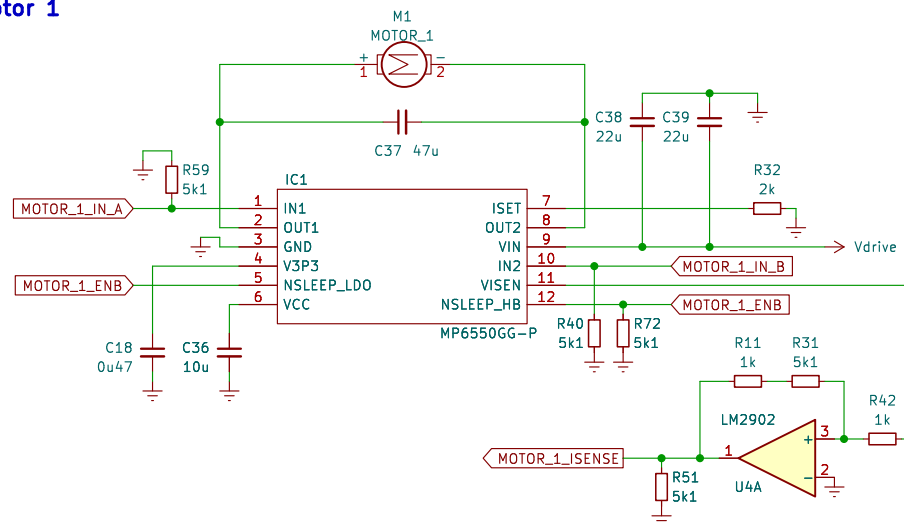 otor 1
M1
MOTOR_1
+ −
1 2
C37 47u
C38 22u
C39 22u
R59 5k1
R32 2k
IC1
MOTOR_1_IN_A 1 IN1 ISET 7
2 OUT1 OUT2 8
3 GND VIN 9 Vdrive
4 V3P3 IN2 10 MOTOR_1_IN_B
MOTOR_1_ENB 5 NSLEEP_LDO VISEN 11
6 VCC NSLEEP_HB 12 MOTOR_1_ENB
MP6550GG-P
C18 0u47
C36 10u
R40 5k1
R72 5k1
R11 1k
R31 5k1
R42 1k
LM2902
MOTOR_1_ISENSE 1 + 3
− 2
U4A
R51 5k1